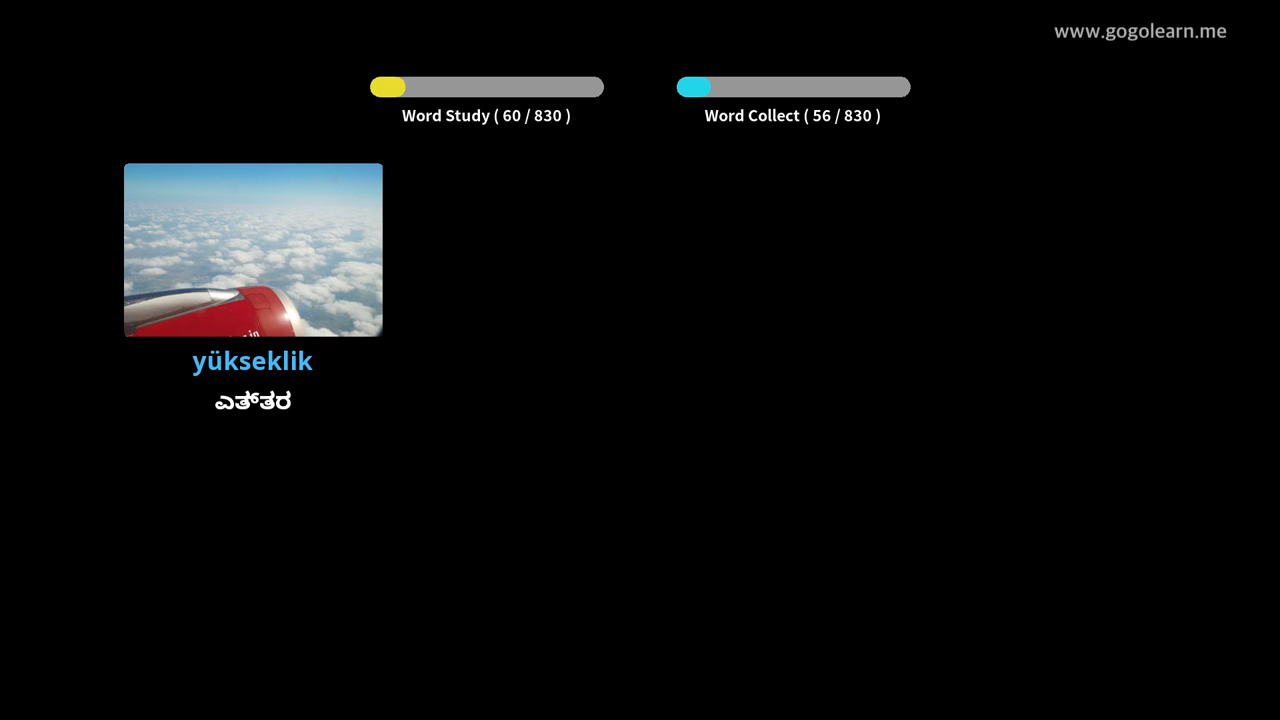 www.gogolearn.me
Word Study ( 60 / 830 )
Word Collect ( 56 / 830 )
yükseklik
ಎತ್ತರ